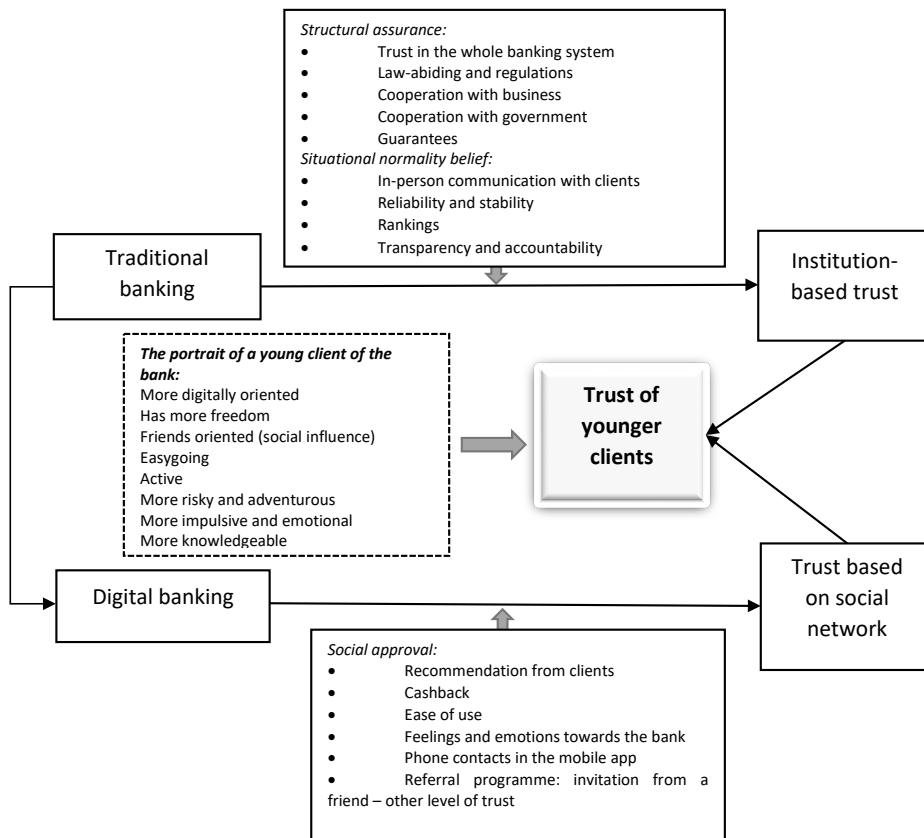 Structural assurance:
• Trust in the whole banking system
• Law-abiding and regulations
• Cooperation with business
• Cooperation with government
• Guarantees
Situational normality belief:
• In-person communication with clients
• Reliability and stability
• Rankings
• Transparency and accountability
Traditional
banking
Institution-
based trust
The portrait of a young client of the
bank:
More digitally oriented
Has more freedom
Friends oriented (social influence)
Easygoing
Active
More risky and adventurous
More impulsive and emotional
More knowledgeable
Trust of
younger
clients
Digital banking
Trust based
on social
network
Social approval:
• Recommendation from clients
• Cashback
• Ease of use
• Feelings and emotions towards the bank
• Phone contacts in the mobile app
• Referral programme: invitation from a
friend – other level of trust